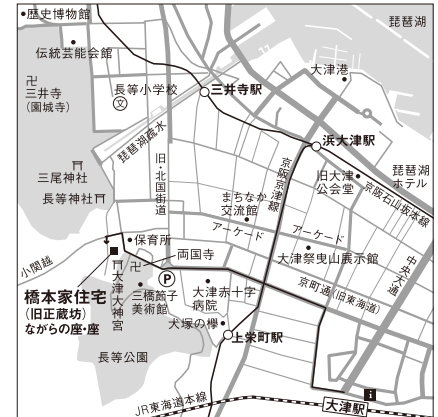 歴史博物館
琵琶湖
伝統芸能会館
大津港
卍
三井寺
(園城寺)
長等小学校
文
三井寺駅
浜大津駅
琵琶湖疏水
旧・北国街道
京阪京津線
旧大津
公会堂
琵琶湖
ホテル
京阪石山坂本線
三尾神社
長等神社
まちなか
交流館
アーケード
アーケード
大津祭曳山展示館
中央大通
保育所
両国寺
小関越
卍
P
京町通(旧東海道)
橋本家住宅
(旧正蔵坊)
ながらの座・座
大津大神宮
三橋節子
美術館
大津赤十字
病院
犬塚の欅
上栄町駅
長等公園
JR東海道本線
大津駅
i